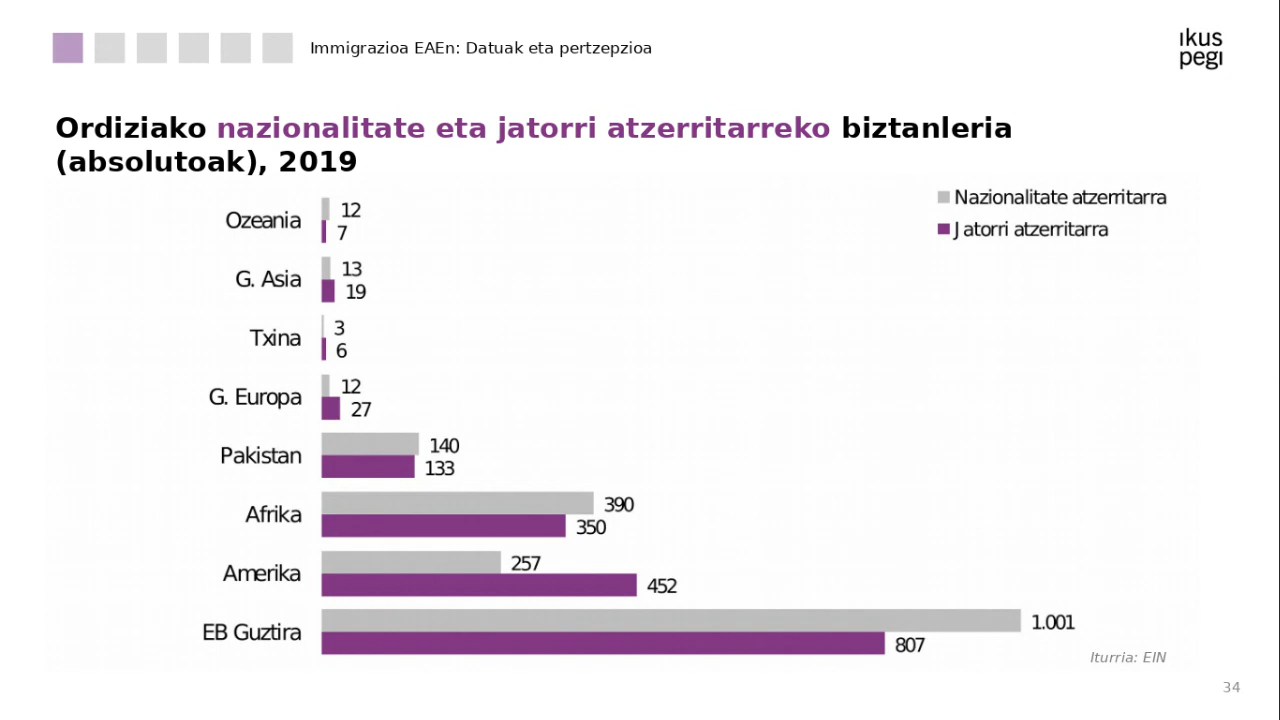 Immigrazioa EAEn: Datuak eta pertzepzioa
ikus
pegi
Ordiziako nazionalitate eta jatorri atzerritarreko biztanleria
(absolutoak), 2019
Nazionalitate atzerritarra
Jatorri atzerritarra
Ozeania 12
7
G. Asia 13
19
Txina 3
6
G. Europa 12
27
Pakistan 140
133
Afrika 390
350
Amerika 257
452
EB Guztira 1.001
807
Iturria: EIN
34